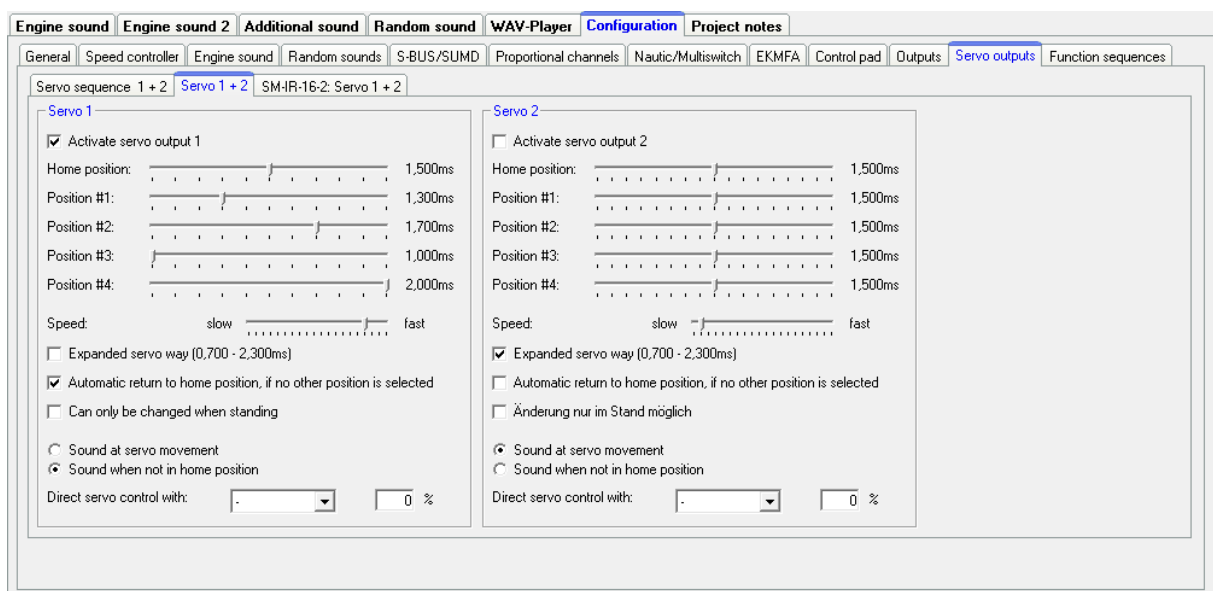 Engine sound Engine sound 2 Additional sound Random sound WAV-Player Configuration Project notes
General Speed controller Engine sound Random sounds S-BUS/SUMD Proportional channels Nautic/Multiswitch EKMFA Control pad Outputs Servo outputs Function sequences
Servo sequence 1 + 2 Servo 1 + 2 SM-IR-16-2: Servo 1 + 2
Servo 1
Activate servo output 1
Home position: 1,500ms
Position #1: 1,300ms
Position #2: 1,700ms
Position #3: 1,000ms
Position #4: 2,000ms
Speed: slow fast
Expanded servo way (0,700 - 2,300ms)
Automatic return to home position, if no other position is selected
Can only be changed when standing
Sound at servo movement
Sound when not in home position
Direct servo control with: - 0 %
Servo 2
Activate servo output 2
Home position: 1,500ms
Position #1: 1,500ms
Position #2: 1,500ms
Position #3: 1,500ms
Position #4: 1,500ms
Speed: slow fast
Expanded servo way (0,700 - 2,300ms)
Automatic return to home position, if no other position is selected
Änderung nur im Stand möglich
Sound at servo movement
Sound when not in home position
Direct servo control with: - 0 %